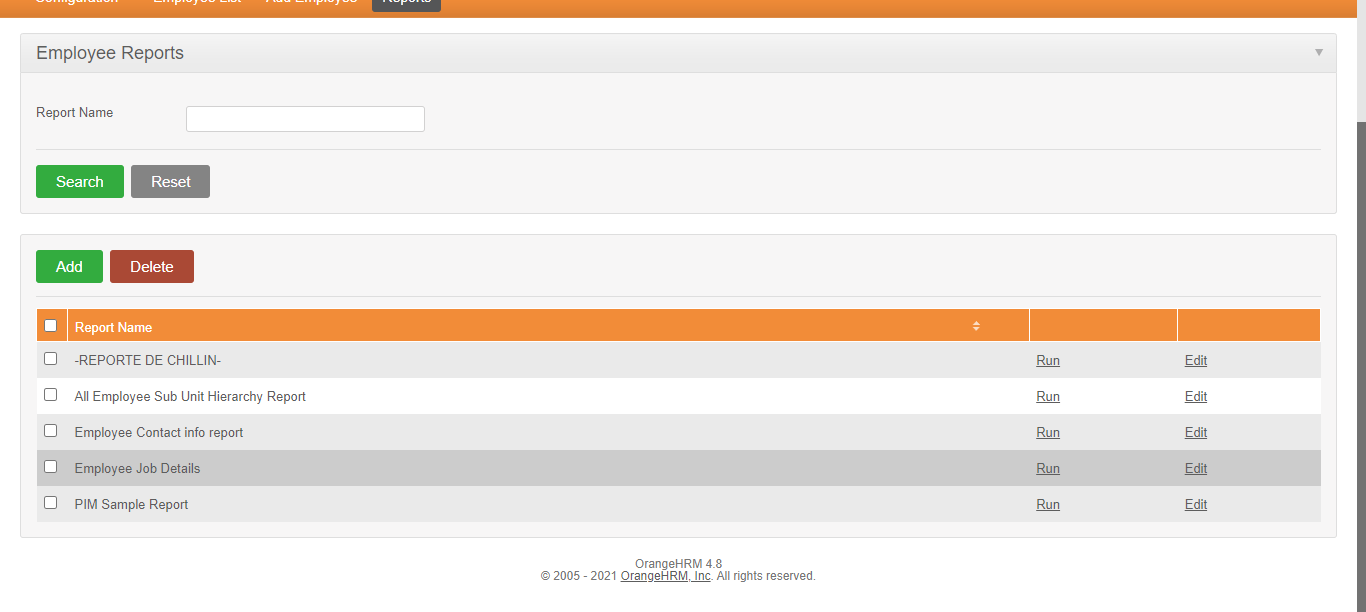 Configuration Employee List Add Employee Reports
Employee Reports
Report Name
Search Reset
Add Delete
Report Name
-REPORTE DE CHILLIN- Run Edit
All Employee Sub Unit Hierarchy Report Run Edit
Employee Contact info report Run Edit
Employee Job Details Run Edit
PIM Sample Report Run Edit
OrangeHRM 4.8
© 2005 - 2021 OrangeHRM, Inc. All rights reserved.